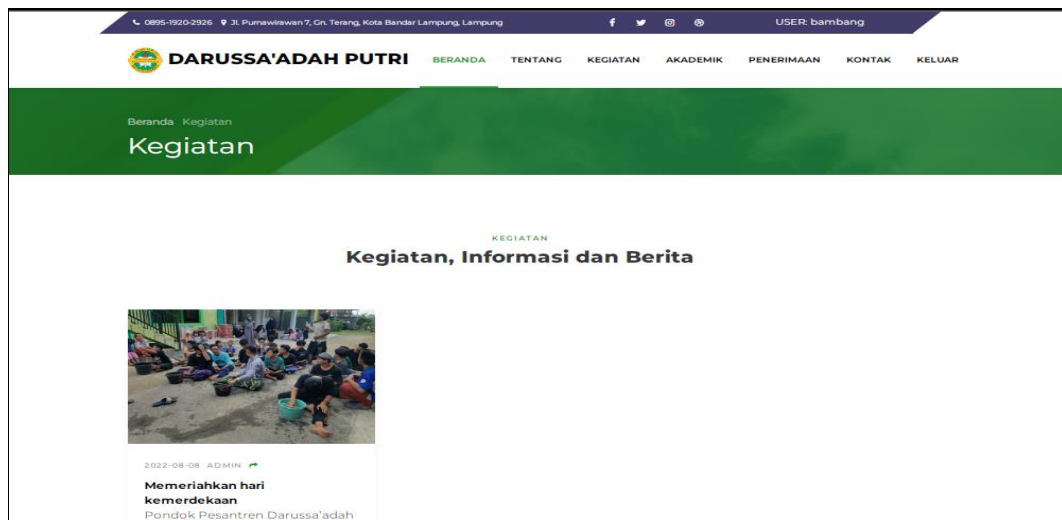 0895-1920-2926 Jl. Purnawirawan 7, Gn. Terang, Kota Bandar Lampung, Lampung USER: bambang
DARUSSA'ADAH PUTRI BERANDA TENTANG KEGIATAN AKADEMIK PENERIMAAN KONTAK KELUAR
Beranda Kegiatan
Kegiatan
KEGIATAN
Kegiatan, Informasi dan Berita
2022-08-08 ADMIN
Memeriahkan hari
kemerdekaan
Pondok Pesantren Darussa'adah